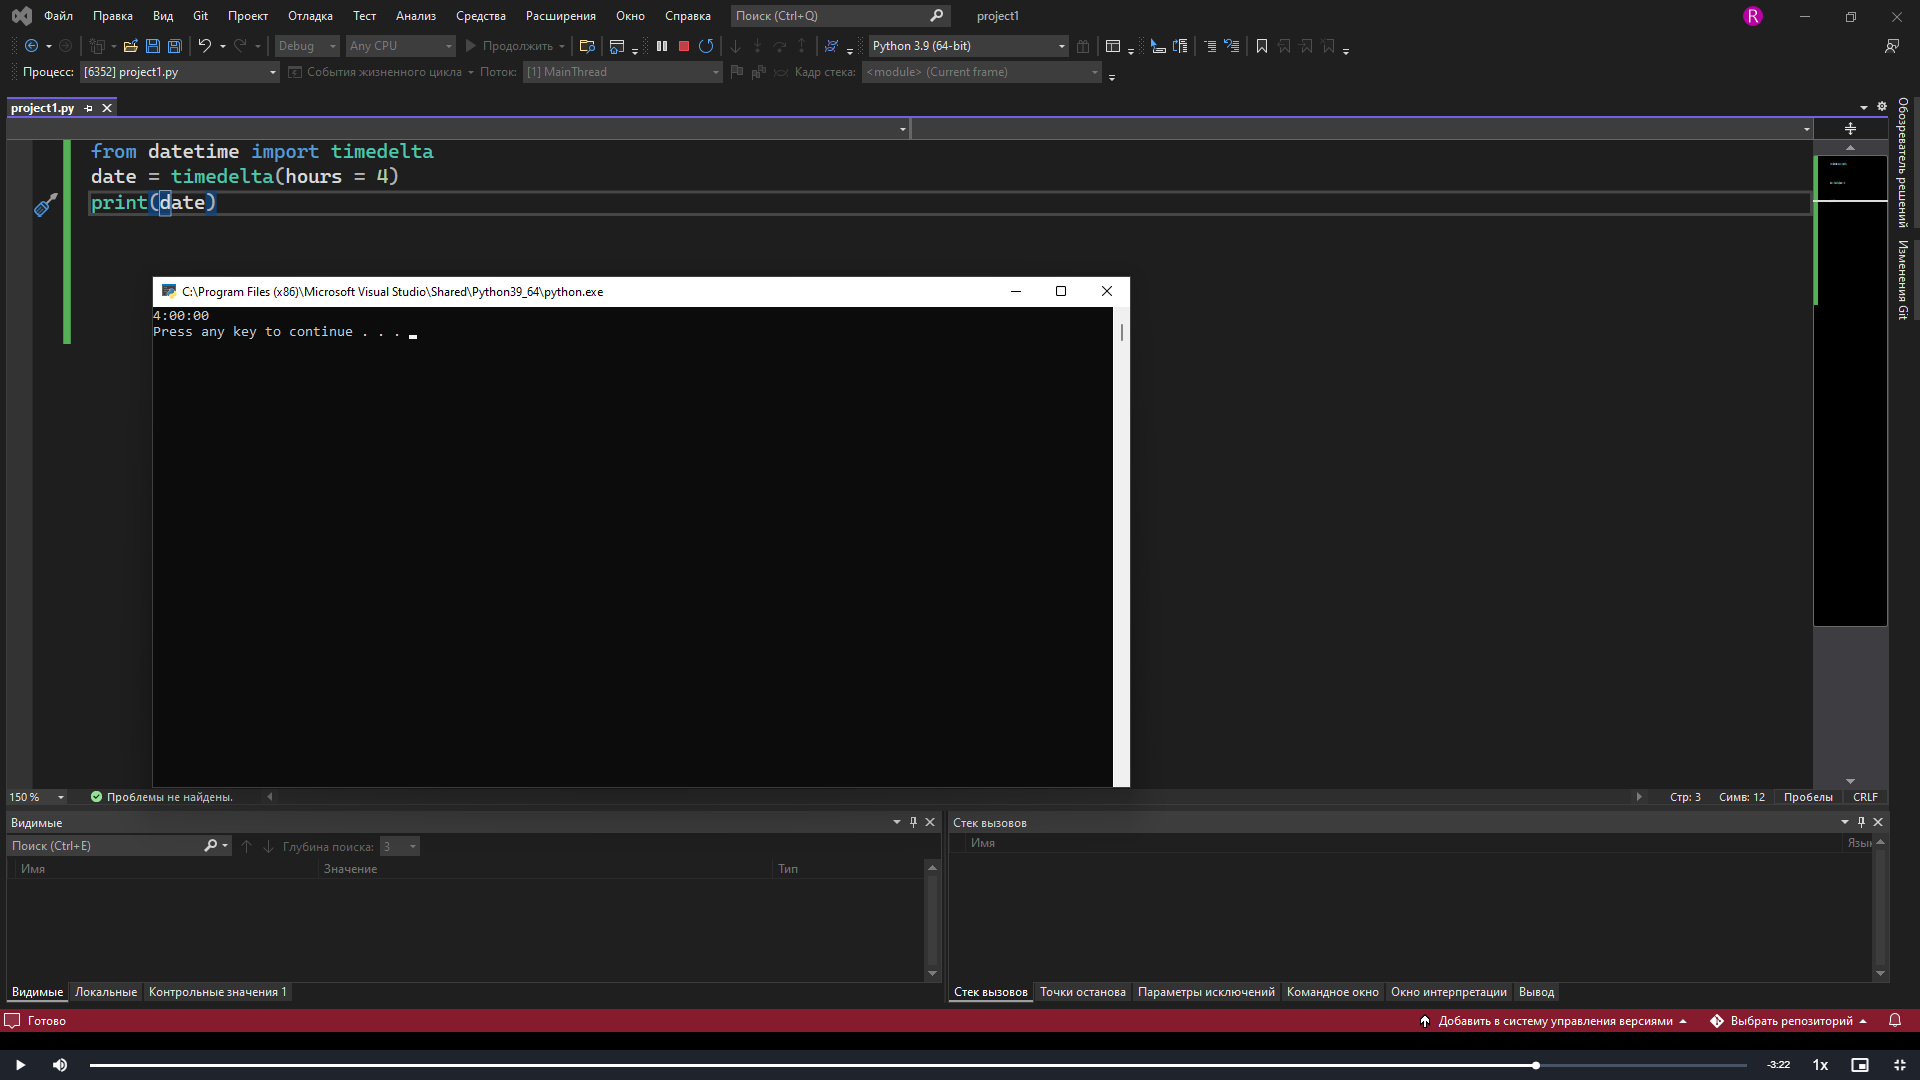 Файл Правка Вид Git Проект Отладка Тест Анализ Средства Расширения Окно Справка Поиск (Ctrl+Q) project1 R
Debug Any CPU Продолжить Python 3.9 (64-bit)
Процесс: [6352] project1.py События жизненного цикла Поток: [1] MainThread Кадр стека: <module> (Current frame)
project1.py
from datetime import timedelta
date = timedelta(hours = 4)
print(date)
Обозреватель решений
Изменения Git
C:\Program Files (x86)\Microsoft Visual Studio\Shared\Python39_64\python.exe
4:00:00
Press any key to continue . . .
150 % Проблемы не найдены. Стр: 3 Симв: 12 Пробелы CRLF
Видимые
Поиск (Ctrl+E) Глубина поиска: 3
Имя Значение Тип
Видимые Локальные Контрольные значения 1
Стек вызовов
Имя Язык
Стек вызовов Точки останова Параметры исключений Командное окно Окно интерпретации Вывод
Готово Добавить в систему управления версиями Выбрать репозиторий
-3:22 1x